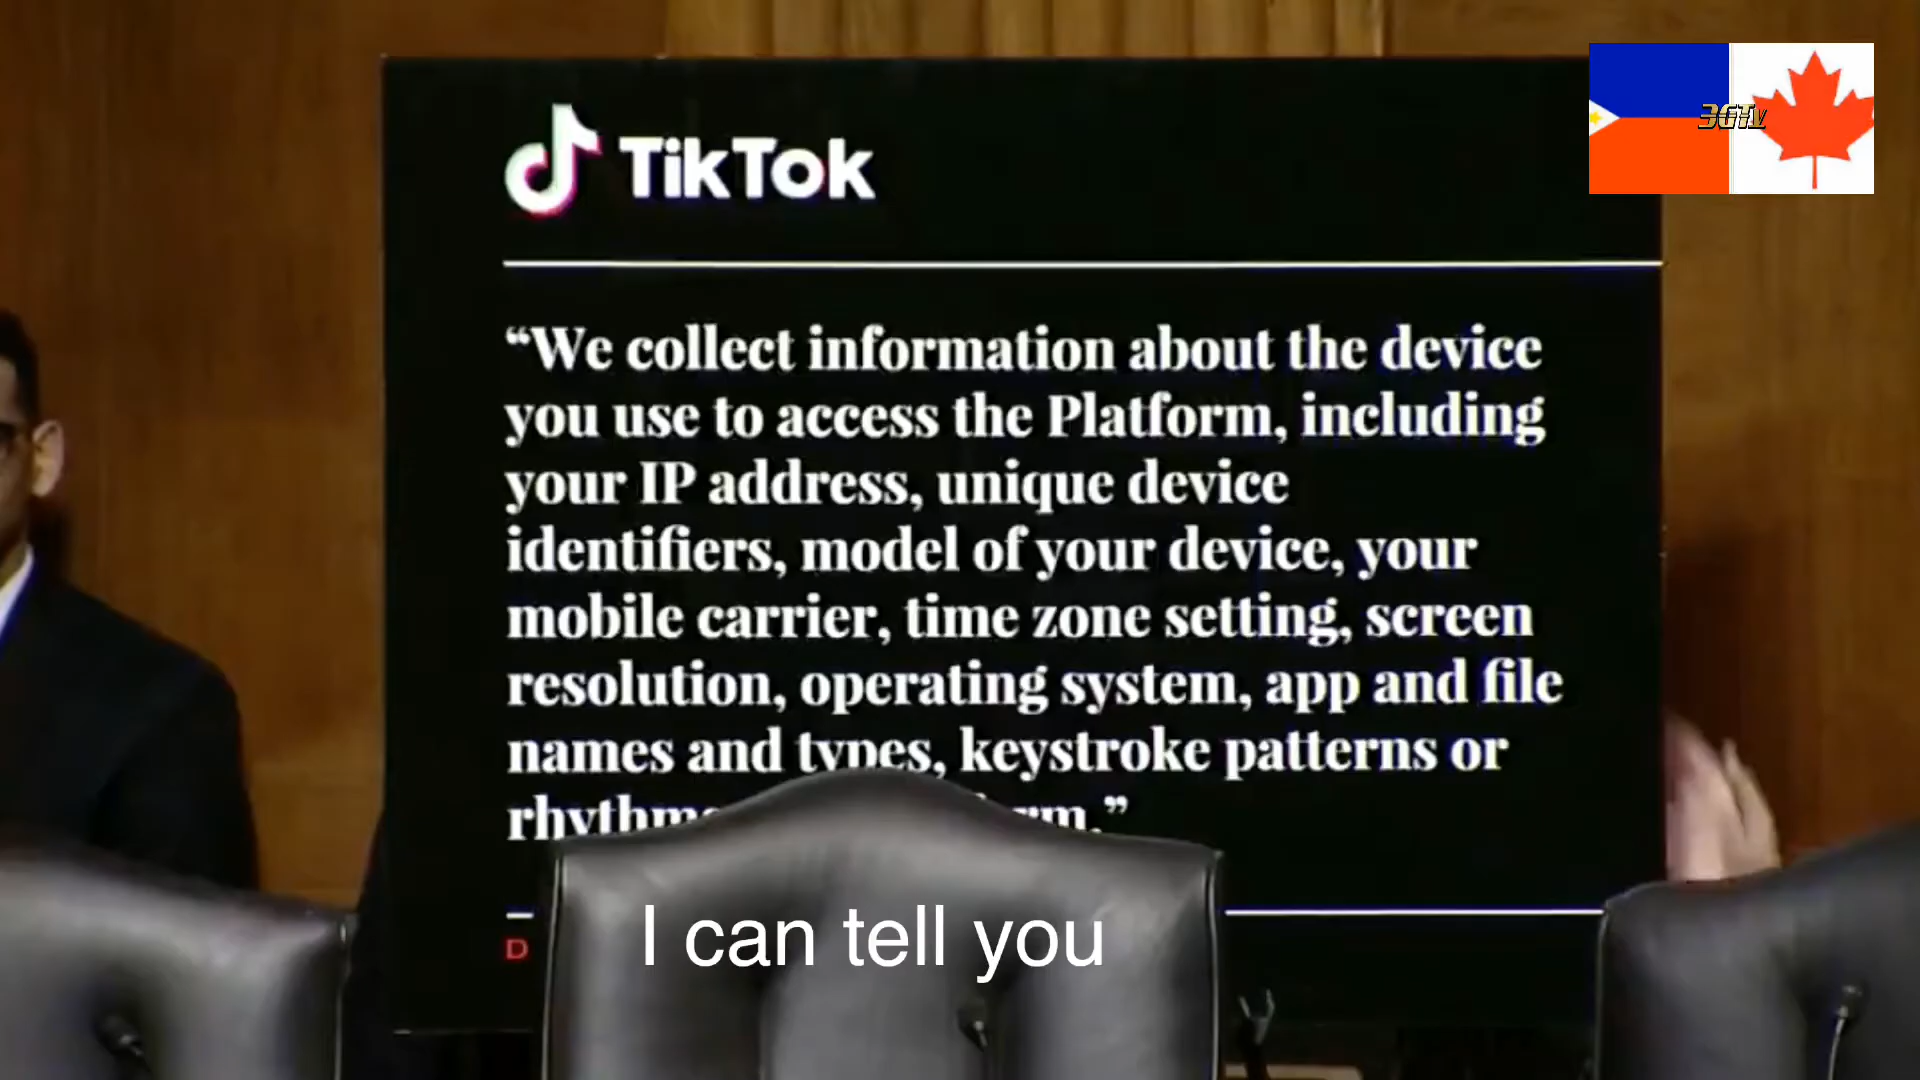 TikTok
3GTV
“We collect information about the device
you use to access the Platform, including
your IP address, unique device
identifiers, model of your device, your
mobile carrier, time zone setting, screen
resolution, operating system, app and file
names and types, keystroke patterns or
D
I can tell you